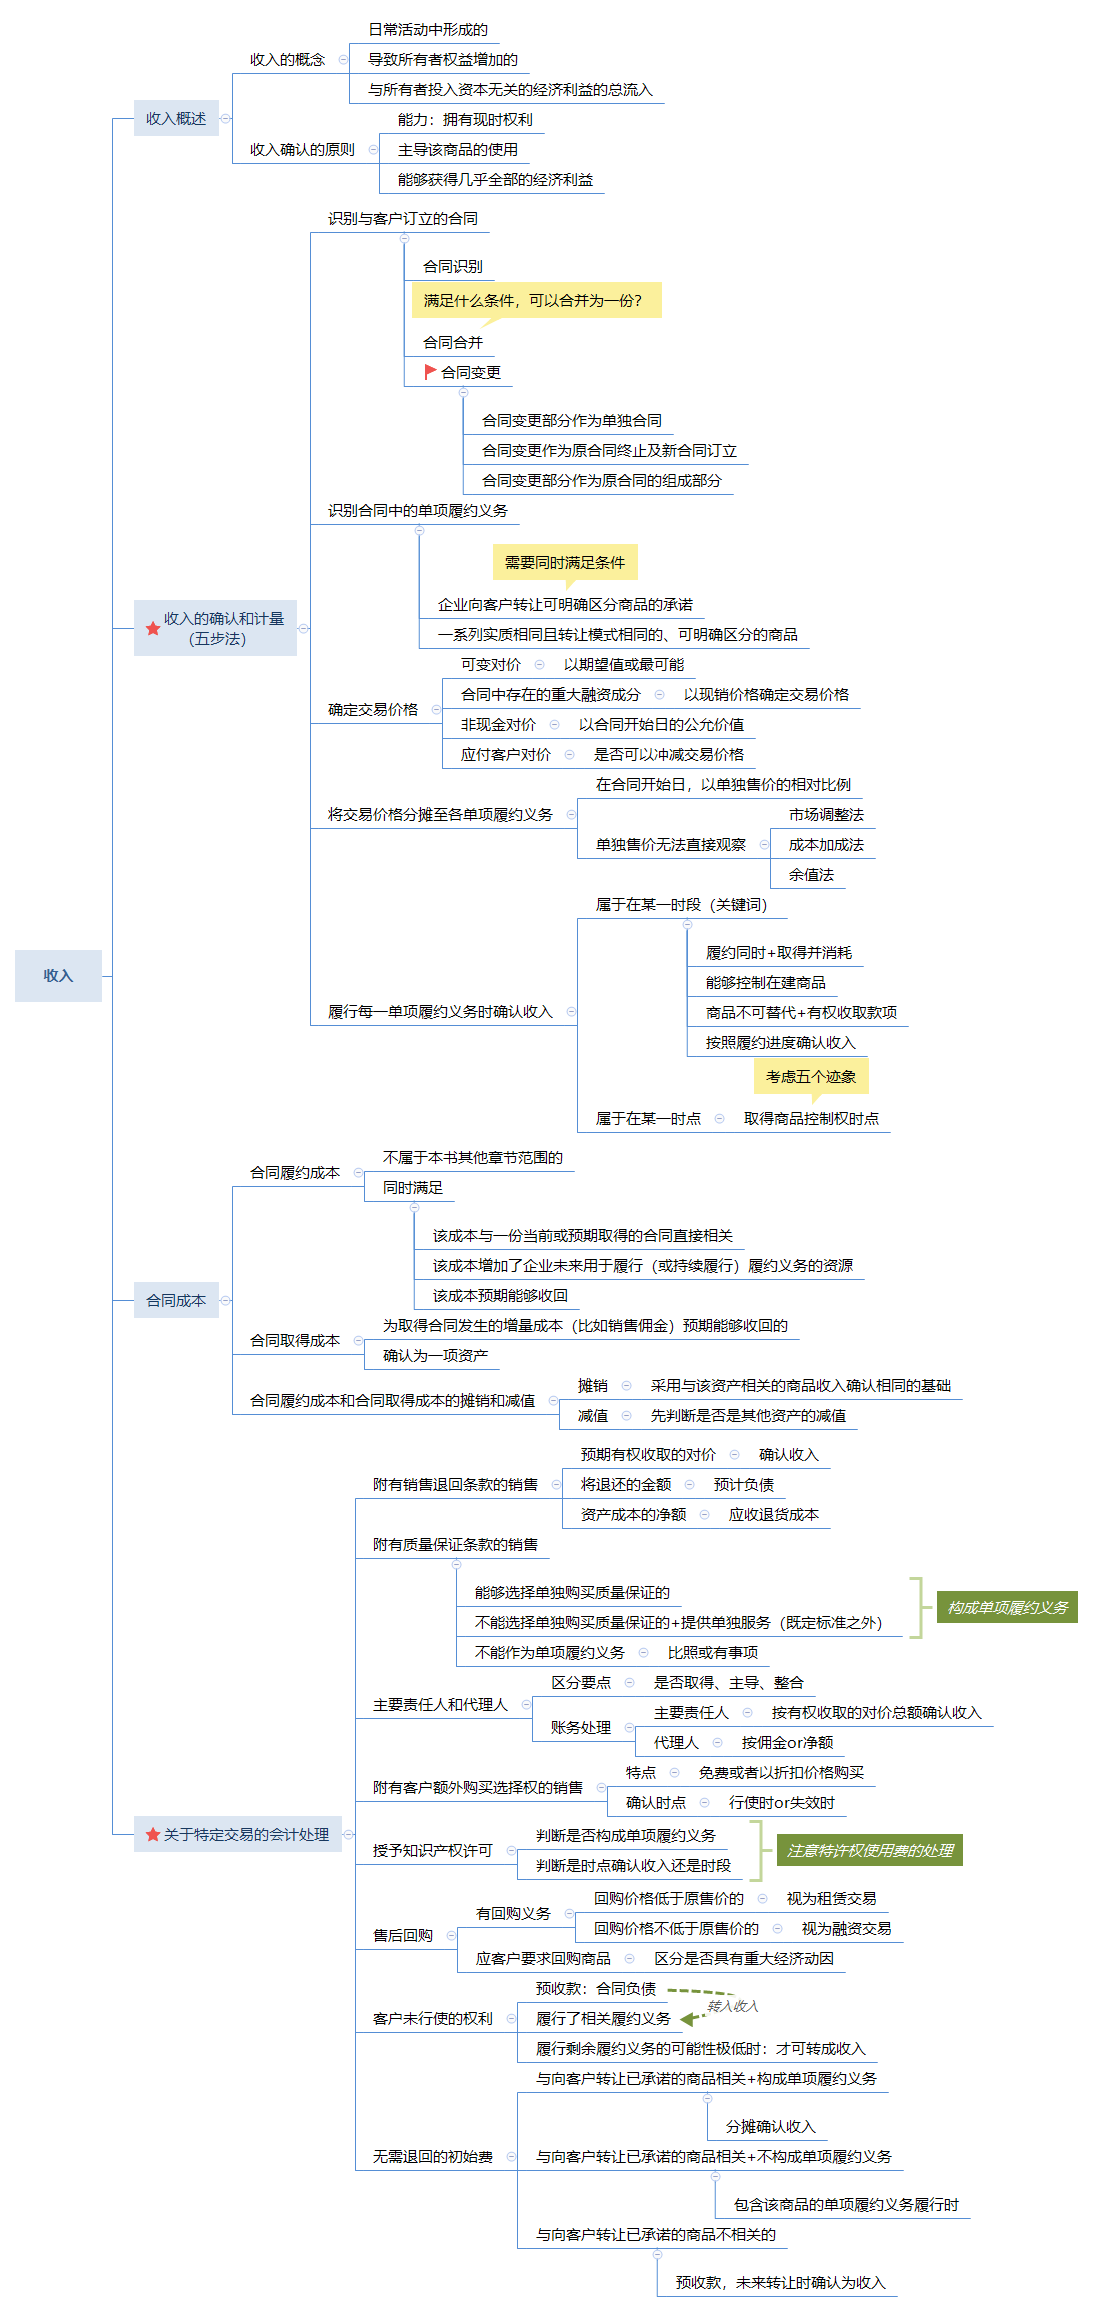 收入
收入概述
收入的概念
日常活动中形成的
导致所有者权益增加的
与所有者投入资本无关的经济利益的总流入
收入确认的原则
能力：拥有现时权利
主导该商品的使用
能够获得几乎全部的经济利益
收入的确认和计量
（五步法）
识别与客户订立的合同
合同识别
满足什么条件，可以合并为一份？
合同合并
合同变更
合同变更部分作为单独合同
合同变更作为原合同终止及新合同订立
合同变更部分作为原合同的组成部分
识别合同中的单项履约义务
需要同时满足条件
企业向客户转让可明确区分商品的承诺
一系列实质相同且转让模式相同的、可明确区分的商品
确定交易价格
可变对价
以期望值或最可能
合同中存在的重大融资成分
以现销价格确定交易价格
非现金对价
以合同开始日的公允价值
应付客户对价
是否可以冲减交易价格
将交易价格分摊至各单项履约义务
在合同开始日，以单独售价的相对比例
单独售价无法直接观察
市场调整法
成本加成法
余值法
履行每一单项履约义务时确认收入
属于在某一时段（关键词）
履约同时+取得并消耗
能够控制在建商品
商品不可替代+有权收取款项
按照履约进度确认收入
考虑五个迹象
属于在某一时点
取得商品控制权时点
合同成本
合同履约成本
不属于本书其他章节范围的
同时满足
该成本与一份当前或预期取得的合同直接相关
该成本增加了企业未来用于履行（或持续履行）履约义务的资源
该成本预期能够收回
合同取得成本
为取得合同发生的增量成本（比如销售佣金）预期能够收回的
确认为一项资产
合同履约成本和合同取得成本的摊销和减值
摊销
采用与该资产相关的商品收入确认相同的基础
减值
先判断是否是其他资产的减值
关于特定交易的会计处理
附有销售退回条款的销售
预期有权收取的对价
确认收入
将退还的金额
预计负债
资产成本的净额
应收退货成本
附有质量保证条款的销售
能够选择单独购买质量保证的
不能选择单独购买质量保证的+提供单独服务（既定标准之外）
构成单项履约义务
不能作为单项履约义务
比照或有事项
主要责任人和代理人
区分要点
是否取得、主导、整合
账务处理
主要责任人
按有权收取的对价总额确认收入
代理人
按佣金or净额
附有客户额外购买选择权的销售
特点
免费或者以折扣价格购买
确认时点
行使时or失效时
授予知识产权许可
判断是否构成单项履约义务
判断是时点确认收入还是时段
注意特许权使用费的处理
售后回购
有回购义务
回购价格低于原售价的
视为租赁交易
回购价格不低于原售价的
视为融资交易
应客户要求回购商品
区分是否具有重大经济动因
客户未行使的权利
预收款：合同负债
转入收入
履行了相关履约义务
履行剩余履约义务的可能性极低时：才可转成收入
无需退回的初始费
与向客户转让已承诺的商品相关+构成单项履约义务
分摊确认收入
与向客户转让已承诺的商品相关+不构成单项履约义务
包含该商品的单项履约义务履行时
与向客户转让已承诺的商品不相关的
预收款，未来转让时确认为收入